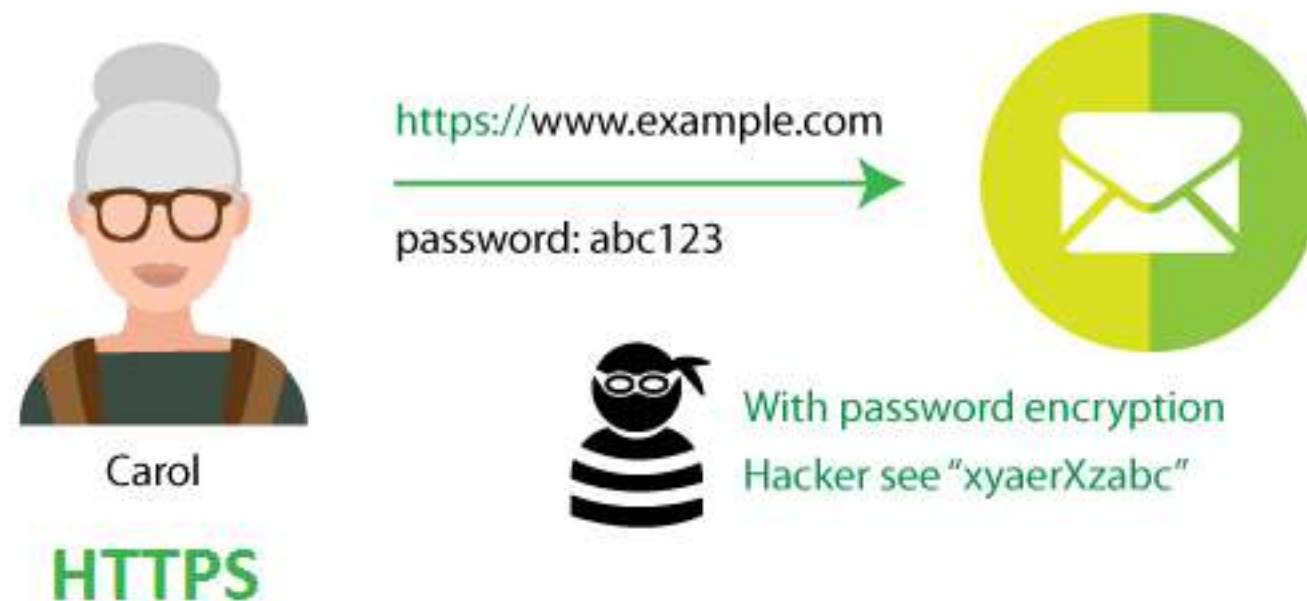 https://www.example.com
password: abc123
With password encryption
Hacker see "xyaerXzabc"
Carol
HTTPS